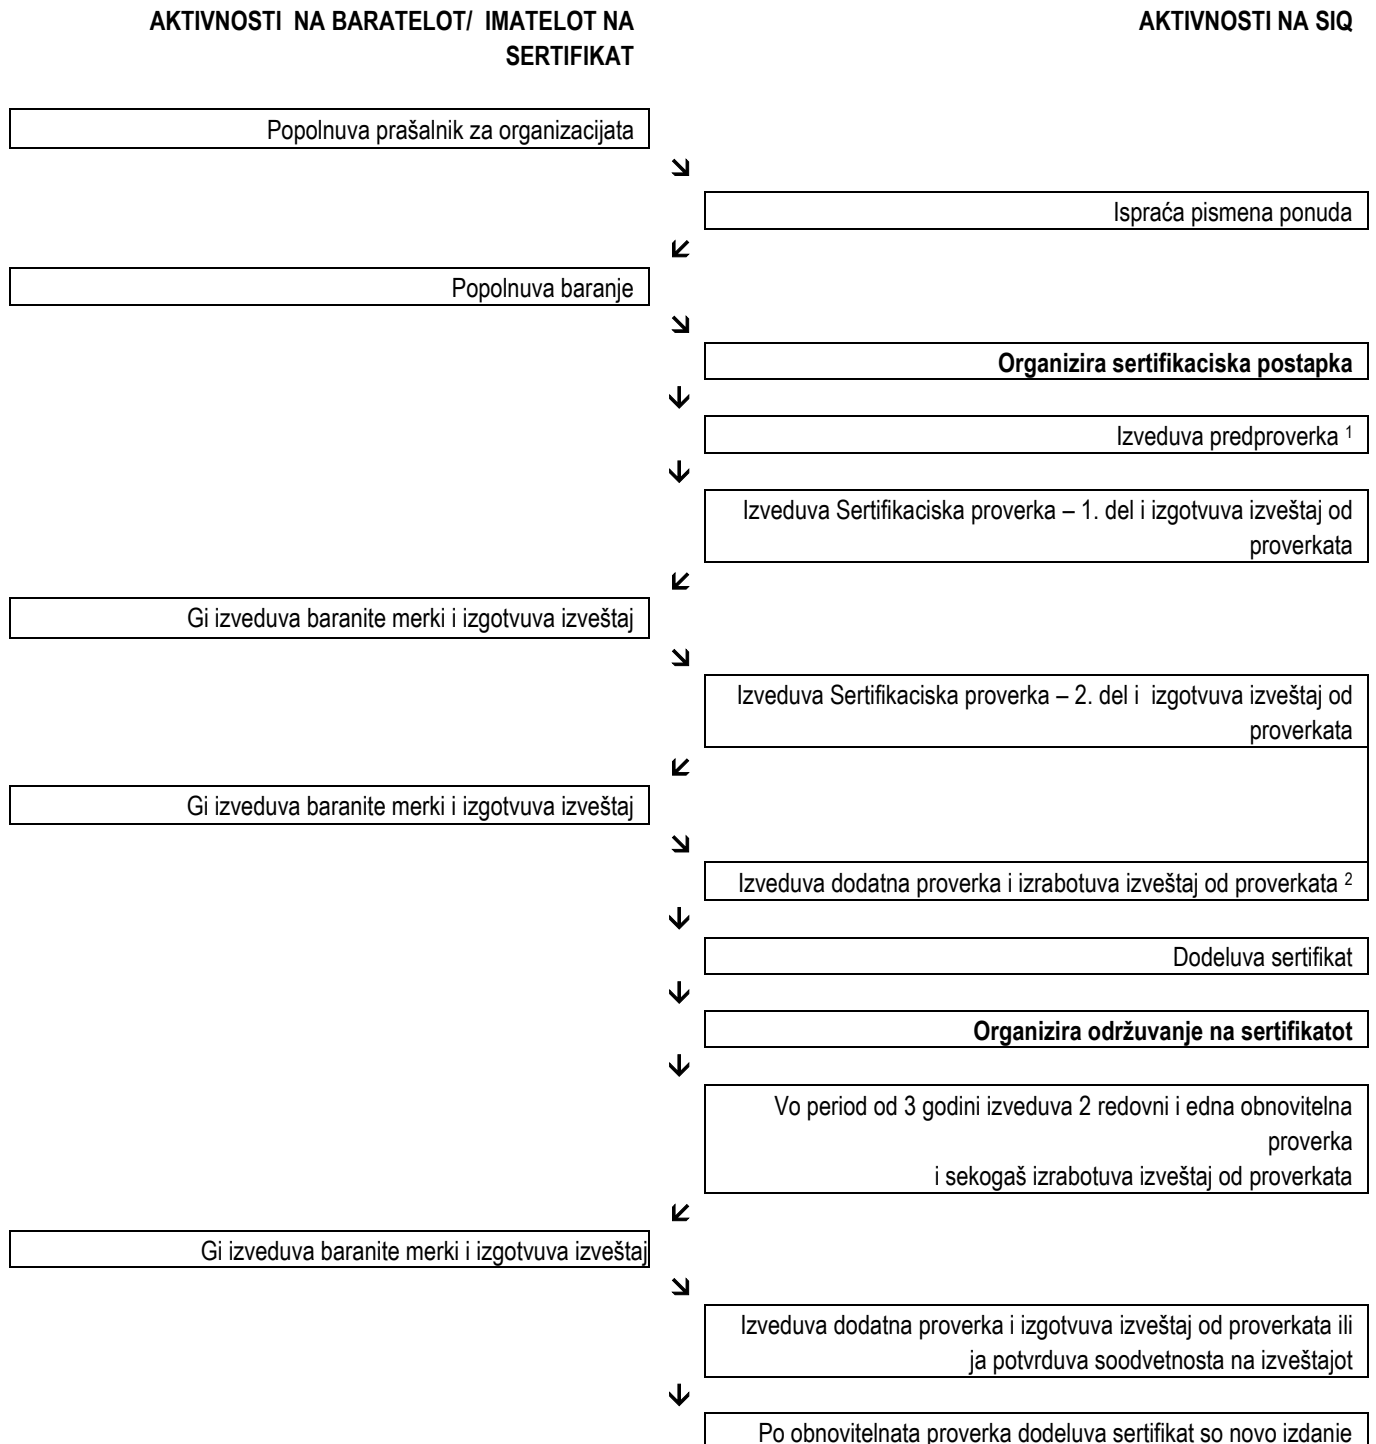 AKTIVNOSTI NA BARATELOT/ IMATELOT NA
SERTIFIKAT
AKTIVNOSTI NA SIQ
Popolnuva prašalnik za organizacijata
Ispraća pismena ponuda
Popolnuva baranje
Organizira sertifikaciska postapka
Izveduva predproverka 1
Izveduva Sertifikaciska proverka – 1. del i izgotvuva izveštaj od
proverkata
Gi izveduva baranite merki i izgotvuva izveštaj
Izveduva Sertifikaciska proverka – 2. del i izgotvuva izveštaj od
proverkata
Gi izveduva baranite merki i izgotvuva izveštaj
Izveduva dodatna proverka i izrabotuva izveštaj od proverkata 2
Dodeluva sertifikat
Organizira održuvanje na sertifikatot
Vo period od 3 godini izveduva 2 redovni i edna obnovitelna
proverka
i sekogaš izrabotuva izveštaj od proverkata
Gi izveduva baranite merki i izgotvuva izveštaj
Izveduva dodatna proverka i izgotvuva izveštaj od proverkata ili
ja potvrduva soodvetnosta na izveštajot
Po obnovitelnata proverka dodeluva sertifikat so novo izdanie